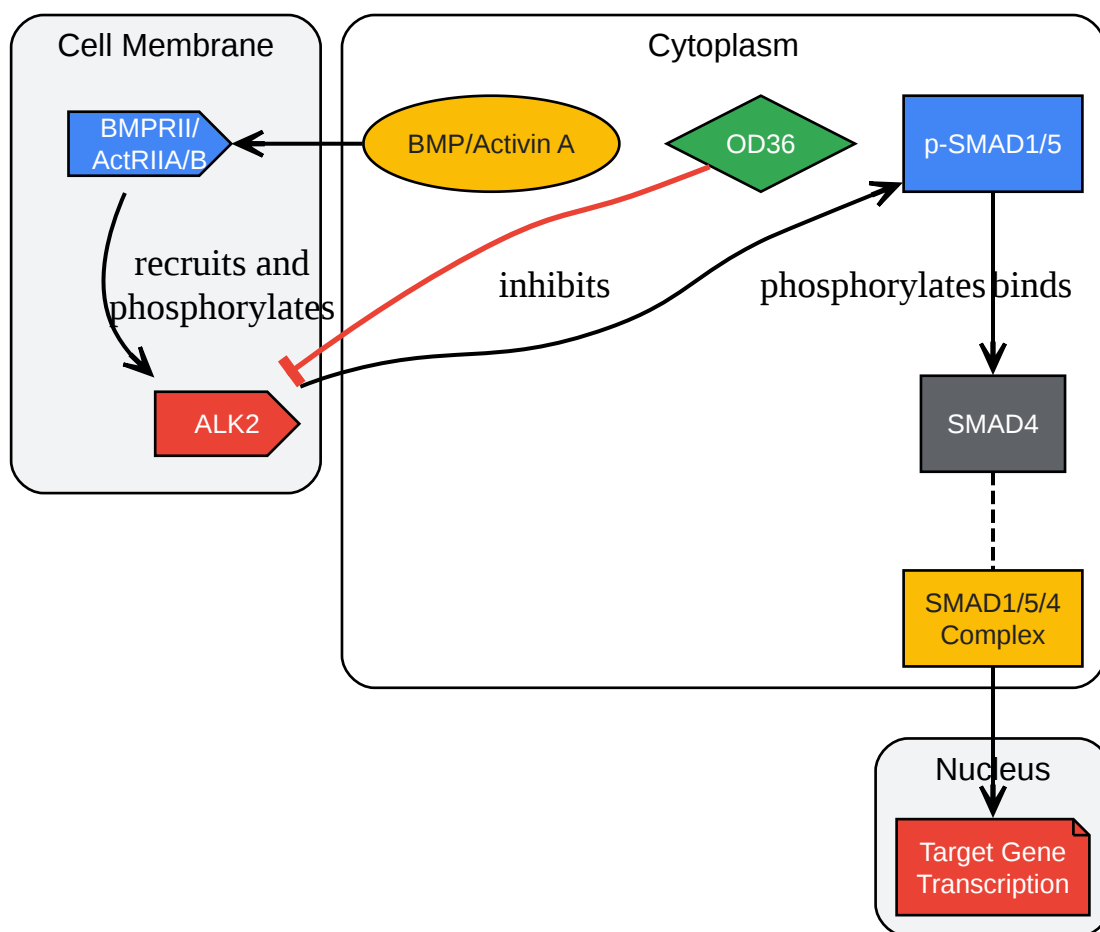 Cell Membrane
Cytoplasm
BMPRII/
ActRIIA/B
BMP/Activin A
OD36
p-SMAD1/5
recruits and
phosphorylates
inhibits
phosphorylates
binds
ALK2
SMAD4
SMAD1/5/4
Complex
Nucleus
Target Gene
Transcription